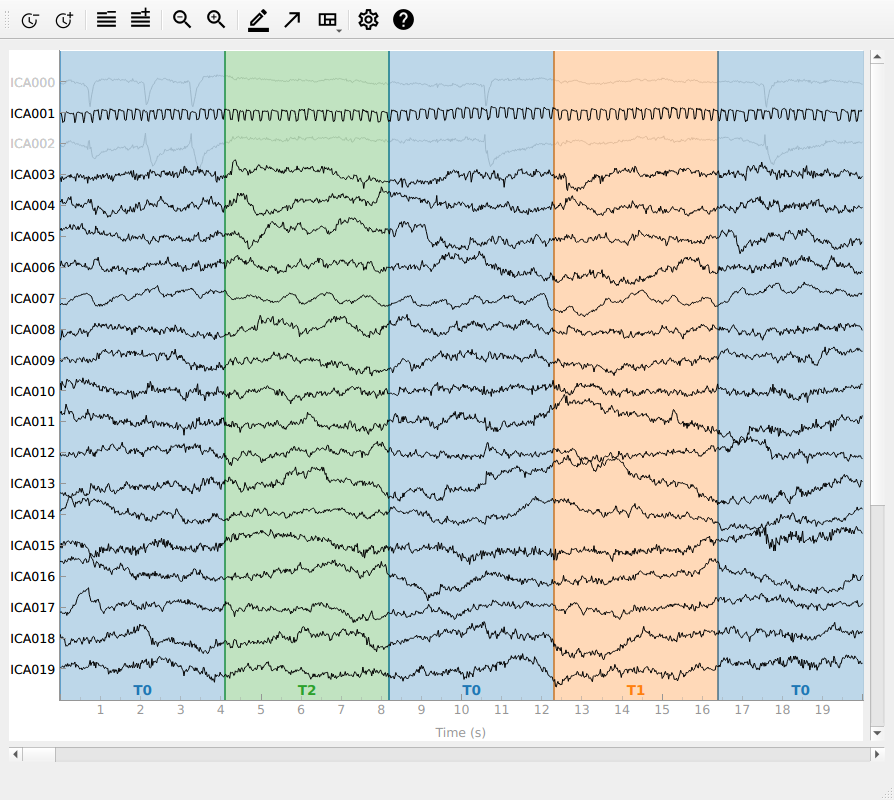 ICA000
ICA001
ICA002
ICA003
ICA004
ICA005
ICA006
ICA007
ICA008
ICA009
ICA010
ICA011
ICA012
ICA013
ICA014
ICA015
ICA016
ICA017
ICA018
ICA019
T0 T2 T0 T1 T0
1 2 3 4 5 6 7 8 9 10 11 12 13 14 15 16 17 18 19
Time (s)